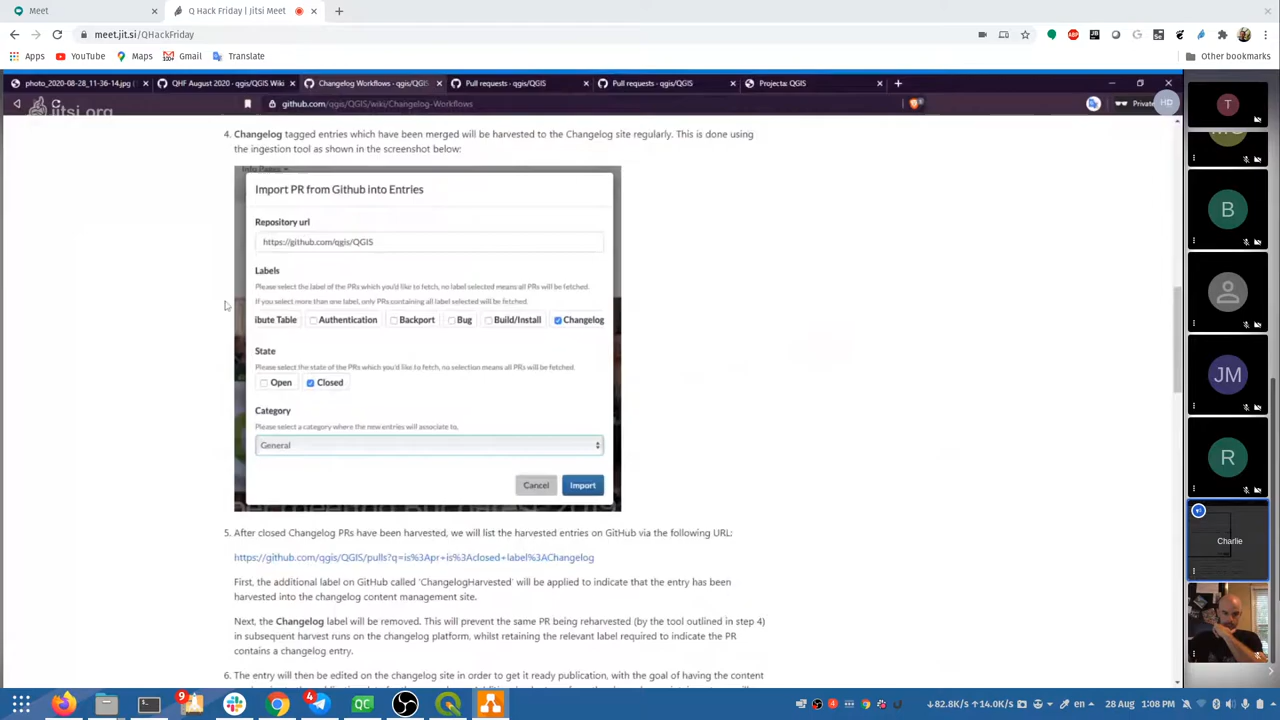 Meet
Q Hack Friday | Jitsi Meet
meet.jit.si/QHackFriday
Apps
YouTube
Maps
Gmail
Translate
Other bookmarks
photo_2020-08-28_11-36-14.jpg (
QHF August 2020 - qgis/QGIS Wiki
Changelog Workflows · qgis/QGIS
Pull requests · qgis/QGIS
Pull requests · qgis/QGIS
Projecta: QGIS
jitsi.org
github.com/qgis/QGIS/wiki/Changelog-Workflows
Private
HD
4. Changelog tagged entries which have been merged will be harvested to the Changelog site regularly. This is done using
the ingestion tool as shown in the screenshot below:
Import PR from Github into Entries
Repository url
https://github.com/qgis/QGIS
Labels
Please select the label of the PRs which you'd like to fetch, no label selected means all PRs will be fetched.
If you select more than one label, only PRs containing all label selected will be fetched.
ibute Table
Authentication
Backport
Bug
Build/Install
Changelog
State
Please select the state of the PRs which you'd like to fetch, no selection means all PRs will be fetched.
Open
Closed
Category
Please select a category where the new entries will associate to.
General
Cancel
Import
5. After closed Changelog PRs have been harvested, we will list the harvested entries on GitHub via the following URL:
https://github.com/qgis/QGIS/pulls?q=is%3Apr+is%3Aclosed+label%3AChangelog
First, the additional label on GitHub called 'ChangelogHarvested' will be applied to indicate that the entry has been
harvested into the changelog content management site.
Next, the Changelog label will be removed. This will prevent the same PR being reharvested (by the tool outlined in step 4)
in subsequent harvest runs on the changelog platform, whilst retaining the relevant label required to indicate the PR
contains a changelog entry.
6. The entry will then be edited on the changelog site in order to get it ready publication, with the goal of having the content
T
B
JM
R
Charlie
9
4
QC
82.8K/s
14.0K/s
en
28 Aug
1:08 PM